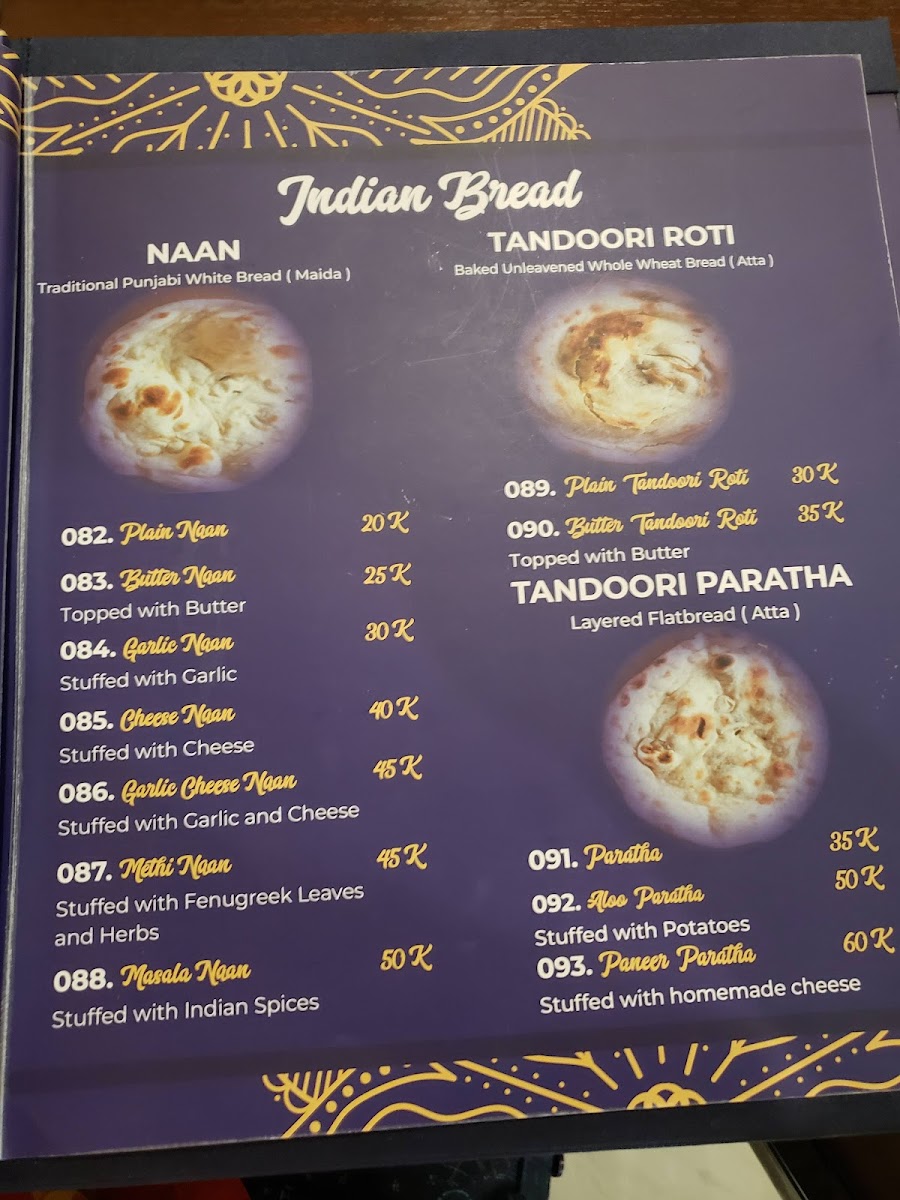 Indian Bread
NAAN
Traditional Punjabi White Bread ( Maida )
082. Plain Naan 20 K
083. Butter Naan 25 K
Topped with Butter
084. Garlic Naan 30 K
Stuffed with Garlic
085. Cheese Naan 40 K
Stuffed with Cheese
086. Garlic Cheese Naan 45 K
Stuffed with Garlic and Cheese
087. Methi Naan 45 K
Stuffed with Fenugreek Leaves
and Herbs
088. Masala Naan 50 K
Stuffed with Indian Spices
TANDOORI ROTI
Baked Unleavened Whole Wheat Bread ( Atta )
089. Plain Tandoori Roti 30 K
090. Butter Tandoori Roti 35 K
Topped with Butter
TANDOORI PARATHA
Layered Flatbread ( Atta )
091. Paratha 35 K
092. Aloo Paratha 50 K
Stuffed with Potatoes
093. Paneer Paratha 60 K
Stuffed with homemade cheese